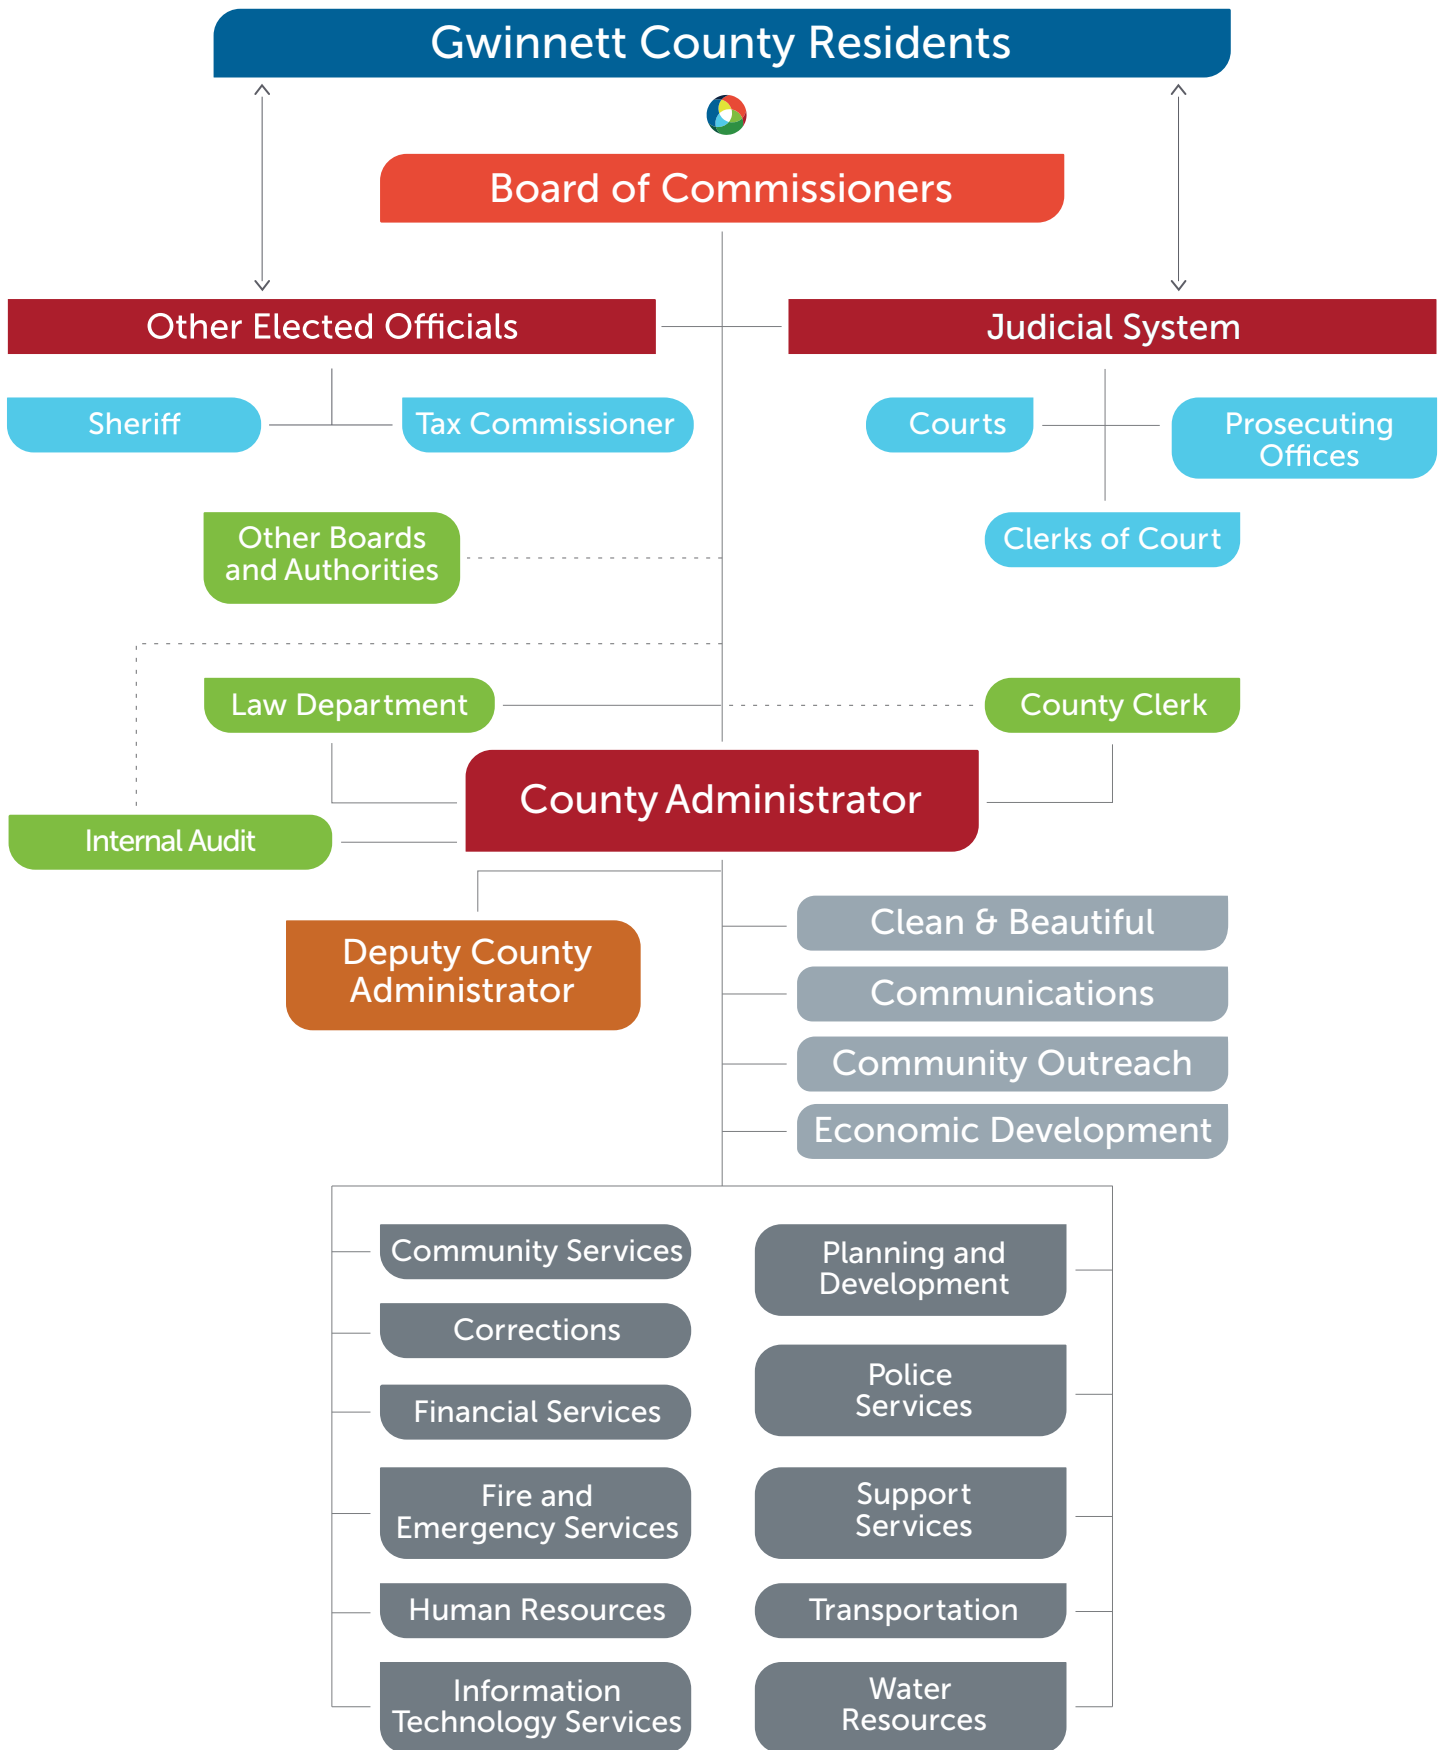 Gwinnett County Residents
Board of Commissioners
Other Elected Officials
Judicial System
Sheriff
Tax Commissioner
Courts
Prosecuting
Offices
Clerks of Court
Other Boards
and Authorities
Law Department
County Clerk
County Administrator
Internal Audit
Deputy County
Administrator
Clean & Beautiful
Communications
Community Outreach
Economic Development
Community Services
Corrections
Financial Services
Fire and
Emergency Services
Human Resources
Information
Technology Services
Planning and
Development
Police
Services
Support
Services
Transportation
Water
Resources